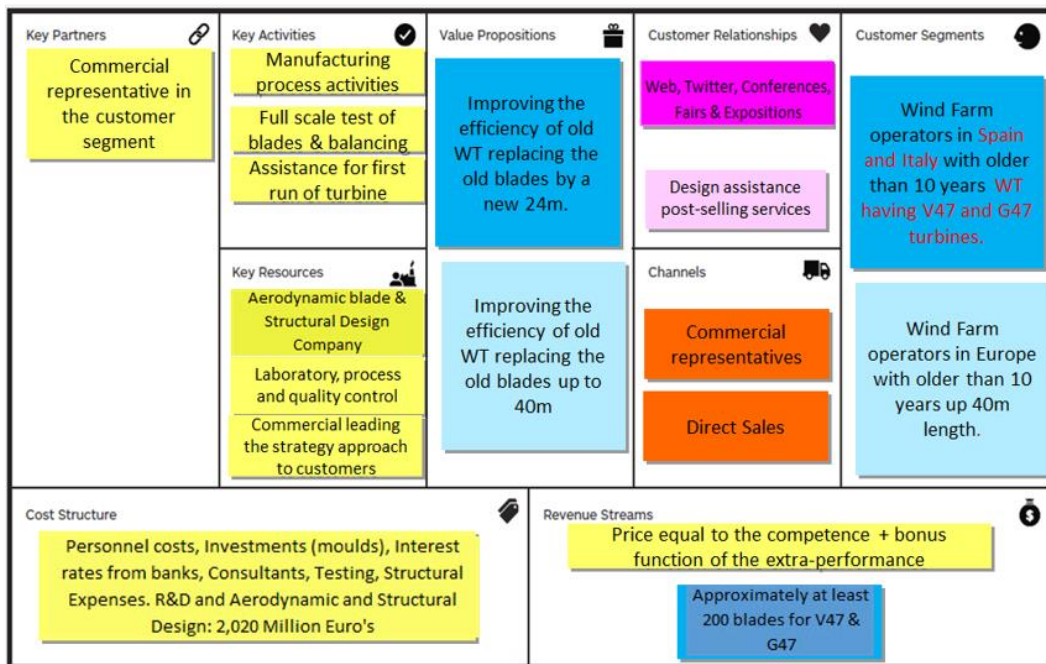 Key Partners
Commercial
representative in
the customer
segment
Key Activities
Manufacturing
process activities
Full scale test of
blades & balancing
Assistance for first
run of turbine
Key Resources
Aerodynamic blade &
Structural Design
Company
Laboratory, process
and quality control
Commercial leading
the strategy approach
to customers
Value Propositions
Improving the
efficiency of old
WT replacing the
old blades by a
new 24m.
Improving the
efficiency of old
WT replacing the
old blades up to
40m
Customer Relationships
Web, Twitter, Conferences,
Fairs & Expositions
Design assistance
post-selling services
Channels
Commercial
representatives
Direct Sales
Customer Segments
Wind Farm
operators in Spain
and Italy with older
than 10 years WT
having V47 and G47
turbines.
Wind Farm
operators in Europe
with older than 10
years up 40m
length.
Cost Structure
Personnel costs, Investments (moulds), Interest
rates from banks, Consultants, Testing, Structural
Expenses. R&D and Aerodynamic and Structural
Design: 2,020 Million Euro's
Revenue Streams
Price equal to the competence + bonus
function of the extra-performance
Approximately at least
200 blades for V47 &
G47